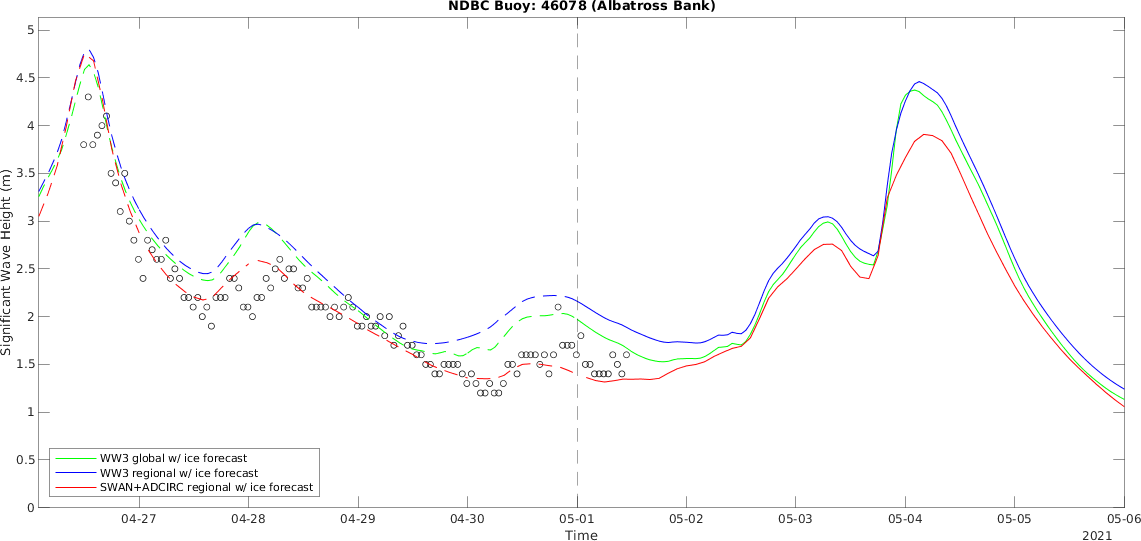 NDBC Buoy: 46078 (Albatross Bank)
5
4.5
4
3.5
3
2.5
2
1.5
1
0.5
0
Significant Wave Height (m)
WW3 global w/ ice forecast
WW3 regional w/ ice forecast
SWAN+ADCIRC regional w/ ice forecast
04-27 04-28 04-29 04-30 05-01 05-02 05-03 05-04 05-05 05-06
Time
2021